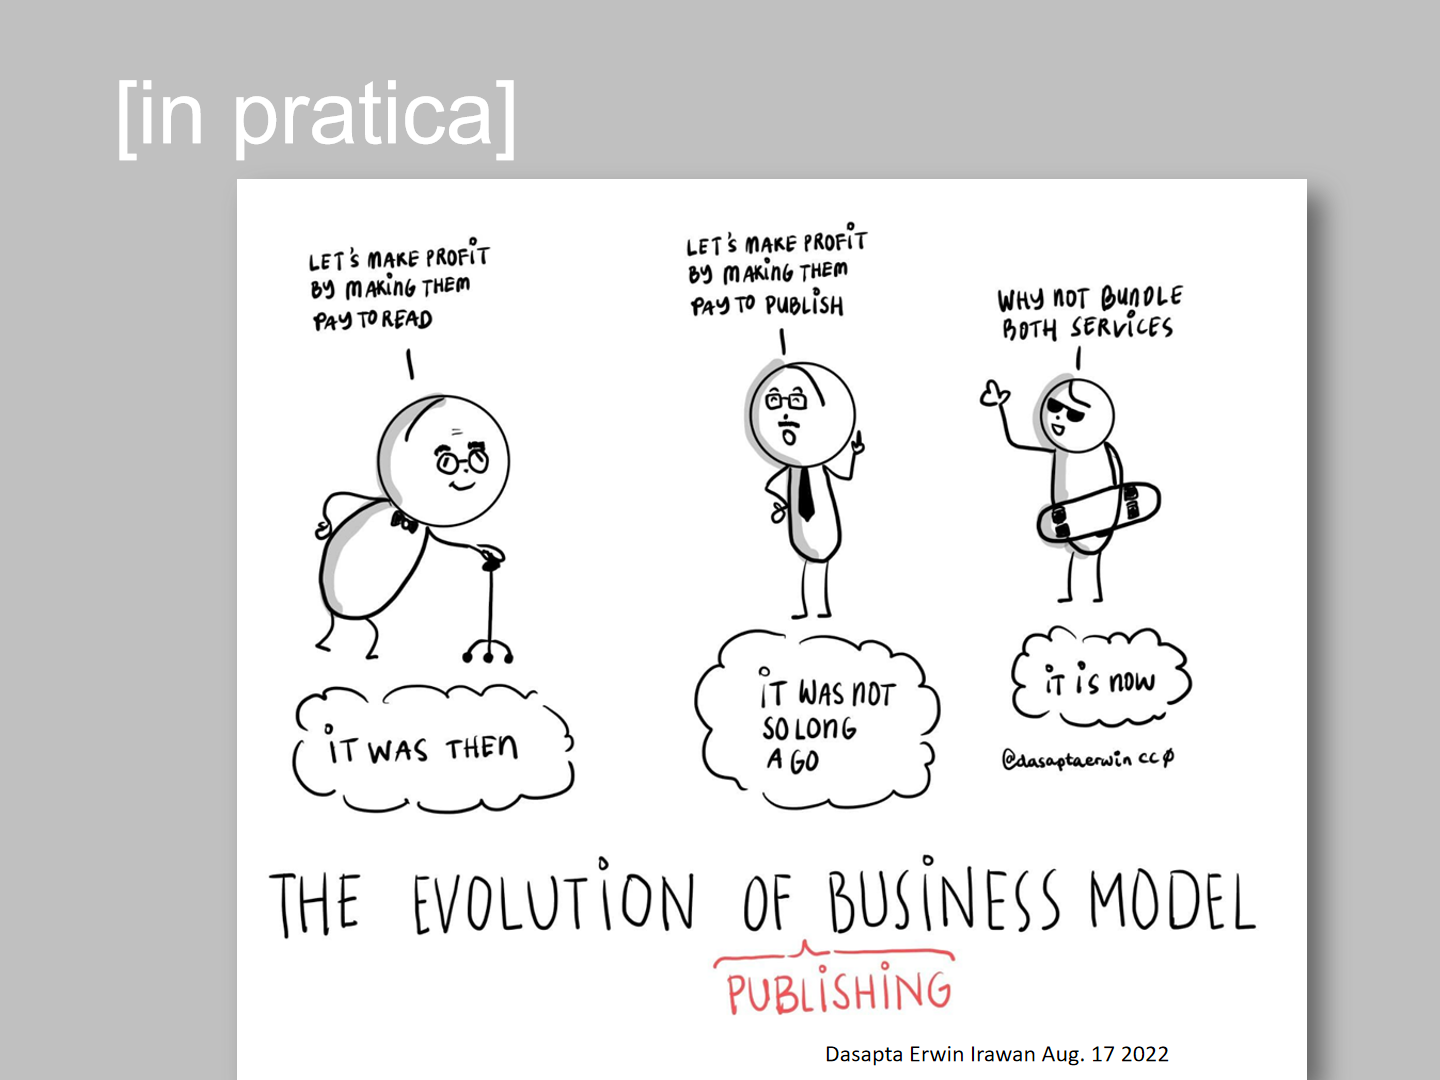 [in pratica]
LET'S MAKE PROFIT
BY MAKING THEM
PAY TO READ
LET'S MAKE PROFIT
BY MAKING THEM
PAY TO PUBLISH
WHY NOT BUNDLE
BOTH SERVICES
IT WAS THEN
IT WAS NOT
SO LONG
A GO
IT IS NOW
@dasaptaerwin CC0
THE EVOLUTION OF BUSINESS MODEL
PUBLISHING
Dasapta Erwin Irawan Aug. 17 2022